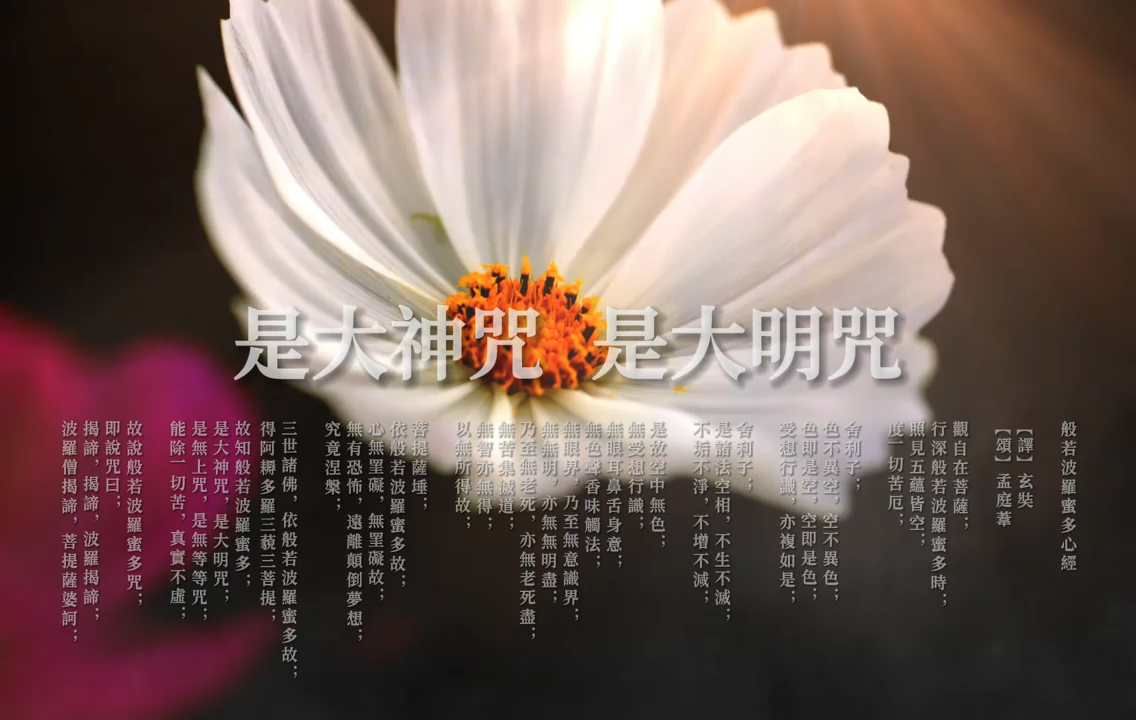 是大神咒 是大明咒
般若波羅蜜多心經
【譯】玄奘
【頌】孟庭葦
觀自在菩薩；
行深般若波羅蜜多時；
照見五蘊皆空；
度一切苦厄；
舍利子；
色不異空，空不異色；
色即是空，空即是色；
受想行識，亦複如是；
舍利子；
是諸法空相，不生不滅；
不垢不淨，不增不減；
是故空中無色；
無受想行識；
無眼耳鼻舌身意；
無色聲香味觸法；
無眼界，乃至無意識界；
無無明，亦無無明盡；
乃至無老死，亦無老死盡；
無苦集滅道；
無智亦無得；
以無所得故；
菩提薩埵；
依般若波羅蜜多故；
心無罣礙，無罣礙故；
無有恐怖，遠離顛倒夢想；
究竟涅槃；
三世諸佛，依般若波羅蜜多故；
得阿耨多羅三藐三菩提；
故知般若波羅蜜多；
是大神咒，是大明咒；
是無上咒，是無等等咒；
能除一切苦，真實不虛；
故說般若波羅蜜多咒；
即說咒曰；
揭諦，揭諦，波羅揭諦；
波羅僧揭諦，菩提薩婆訶；